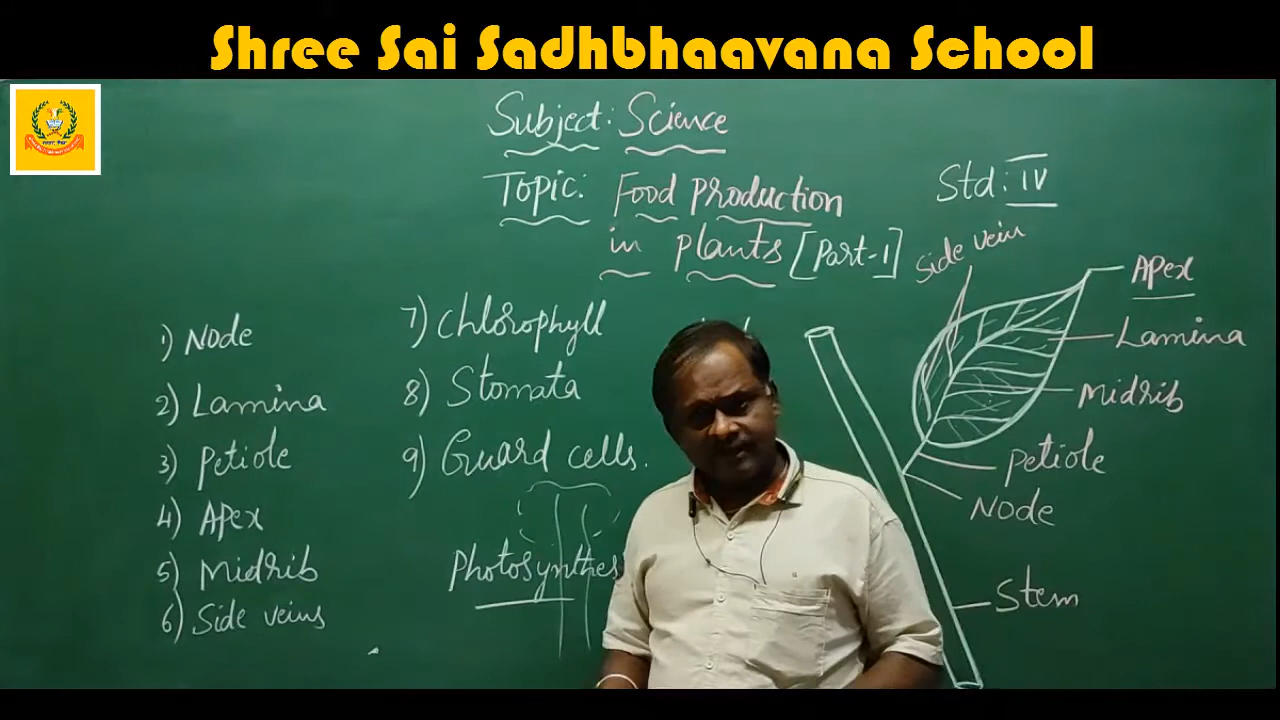 Shree Sai Sadhbhaavana School
Subject: Science
Topic: Food production
in plants [Part-1]
Std: IV
1) Node
2) Lamina
3) Petiole
4) Apex
5) Midrib
6) Side veins
7) Chlorophyll
8) Stomata
9) Guard cells.
Photosynthes
Side vein
Apex
Lamina
Midrib
Petiole
Node
Stem